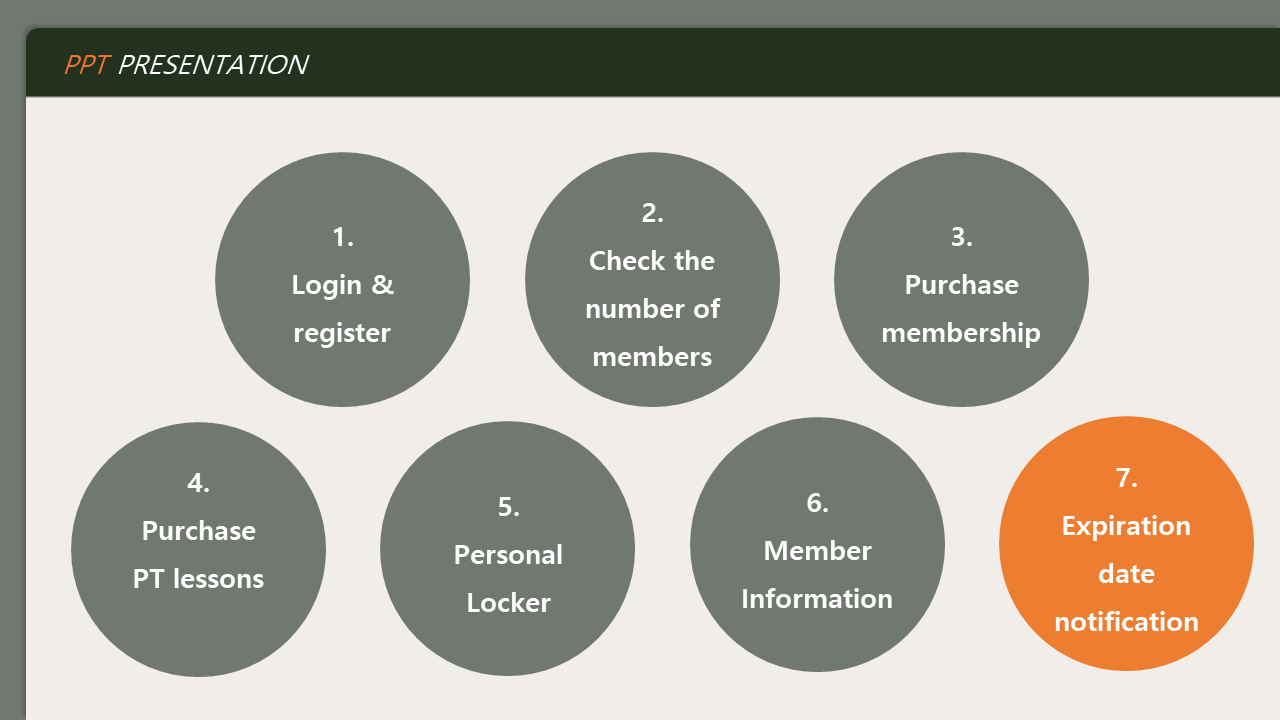 PPT PRESENTATION
1.
Login &
register
2.
Check the
number of
members
3.
Purchase
membership
4.
Purchase
PT lessons
5.
Personal
Locker
6.
Member
Information
7.
Expiration
date
notification